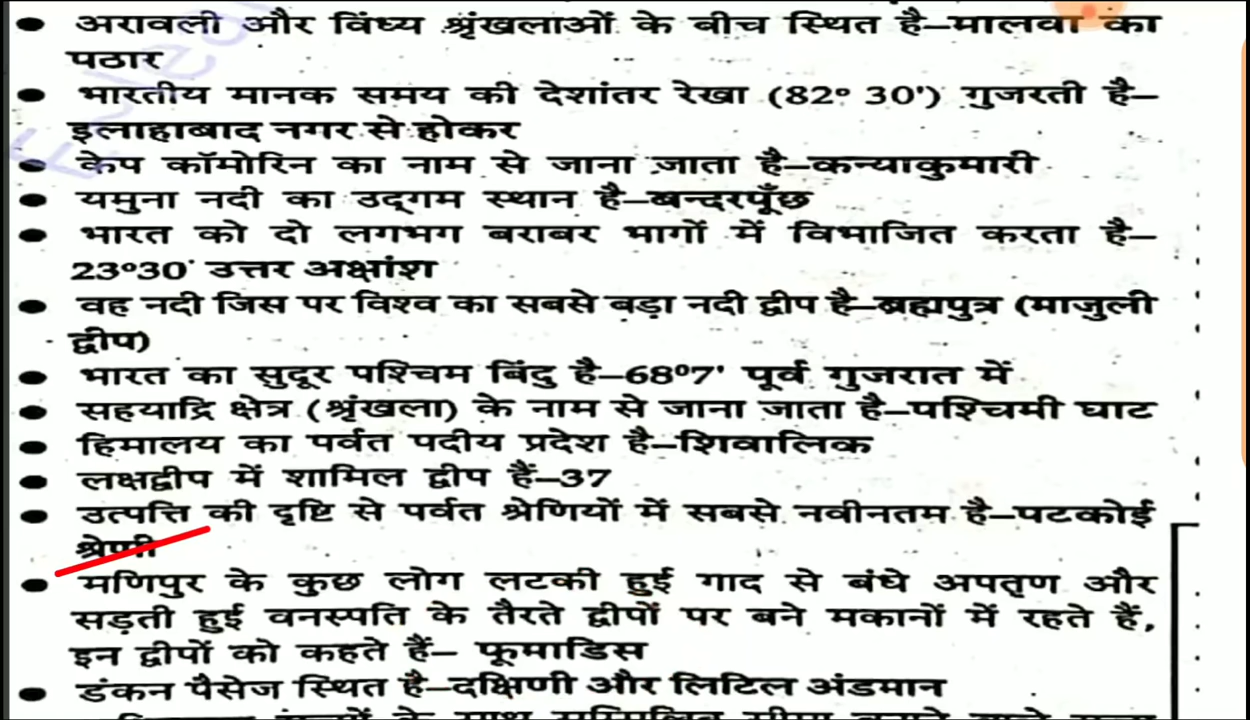 • अरावली और विंध्य श्रृंखलाओं के बीच स्थित है–मालवा का
पठार
• भारतीय मानक समय की देशांतर रेखा (82° 30') गुजरती है–
इलाहाबाद नगर से होकर
• केप कॉमोरिन का नाम से जाना जाता है–कन्याकुमारी
• यमुना नदी का उद्गम स्थान है–बन्दरपूँछ
• भारत को दो लगभग बराबर भागों में विभाजित करता है–
23°30' उत्तर अक्षांश
• वह नदी जिस पर विश्व का सबसे बड़ा नदी द्वीप है–ब्रह्मपुत्र (माजुली
द्वीप)
• भारत का सुदूर पश्चिम बिंदु है–68°7' पूर्व गुजरात में
• सहयाद्रि क्षेत्र (श्रृंखला) के नाम से जाना जाता है–पश्चिमी घाट
• हिमालय का पर्वत पदीय प्रदेश है–शिवालिक
• लक्षद्वीप में शामिल द्वीप हैं–37
• उत्पत्ति की दृष्टि से पर्वत श्रेणियों में सबसे नवीनतम है–पटकोई
श्रेणी
• मणिपुर के कुछ लोग लटकी हुई गाद से बंधे अपतृण और
सड़ती हुई वनस्पति के तैरते द्वीपों पर बने मकानों में रहते हैं,
इन द्वीपों को कहते हैं– फूमाडिस
• डंकन पैसेज स्थित है–दक्षिणी और लिटिल अंडमान